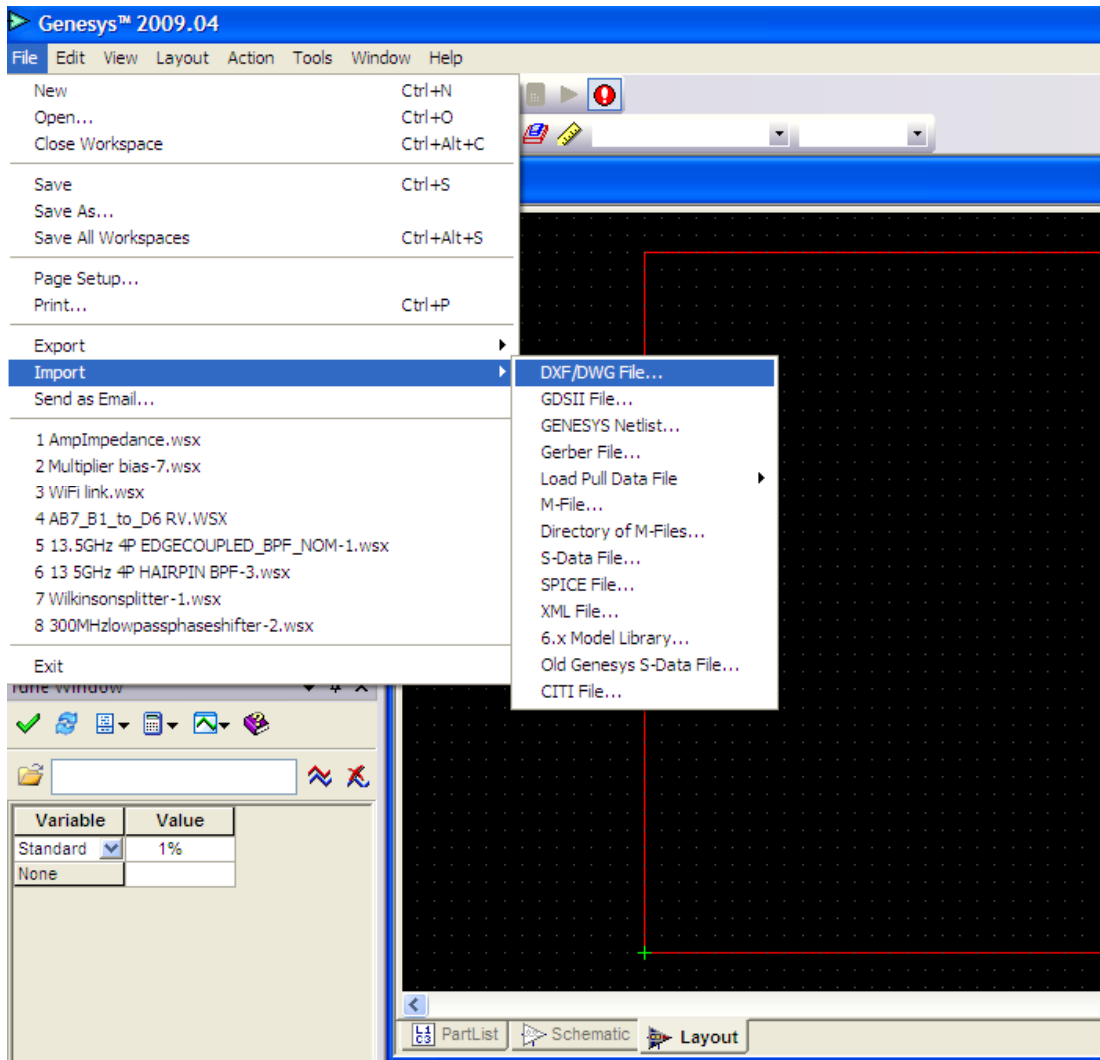 Genesys™ 2009.04
File Edit View Layout Action Tools Window Help
New Ctrl+N
Open... Ctrl+O
Close Workspace Ctrl+Alt+C
Save Ctrl+S
Save As...
Save All Workspaces Ctrl+Alt+S
Page Setup...
Print... Ctrl+P
Export
Import
Send as Email...
1 AmpImpedance.wsx
2 Multiplier bias-7.wsx
3 WiFi link.wsx
4 AB7_B1_to_D6 RV.WSX
5 13.5GHz 4P EDGECOUPLED_BPF_NOM-1.wsx
6 13 5GHz 4P HAIRPIN BPF-3.wsx
7 Wilkinsonsplitter-1.wsx
8 300MHzlowpassphaseshifter-2.wsx
Exit
DXF/DWG File...
GDSII File...
GENESYS Netlist...
Gerber File...
Load Pull Data File
M-File...
Directory of M-Files...
S-Data File...
SPICE File...
XML File...
6.x Model Library...
Old Genesys S-Data File...
CITI File...
Tune Window
Variable Value
Standard 1%
None
PartList Schematic Layout